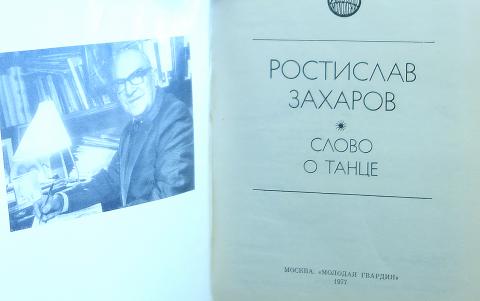 РОСТИСЛАВ
ЗАХАРОВ
СЛОВО
О ТАНЦЕ
МОСКВА, «МОЛОДАЯ ГВАРДИЯ»
1977